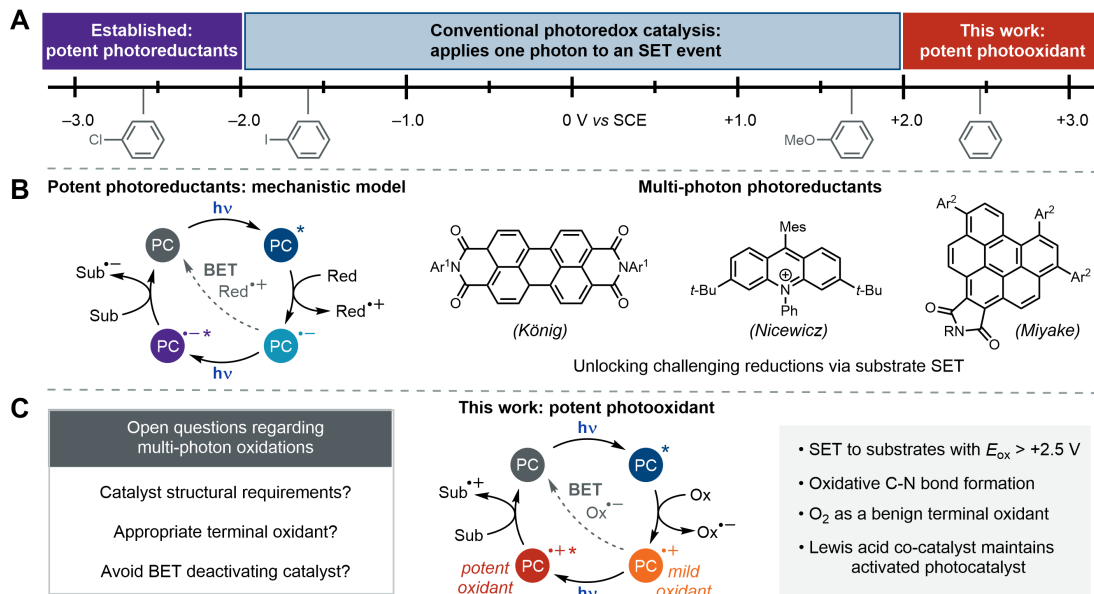 A
Established:
potent photoreductants
Conventional photoredox catalysis:
applies one photon to an SET event
This work:
potent photooxidant
–3.0
–2.0
–1.0
0 V vs SCE
+1.0
+2.0
+3.0
Cl
I
MeO
B
Potent photoreductants: mechanistic model
hν
PC
PC*
Sub•–
Sub
BET
Red•+
Red
Red•+
PC•–*
PC•–
hν
Multi-photon photoreductants
Ar1–N
O
O
O
O
N–Ar1
(König)
Mes
t-Bu
N
+
t-Bu
Ph
(Nicewicz)
Ar2
Ar2
Ar2
O
RN
O
(Miyake)
Unlocking challenging reductions via substrate SET
C
Open questions regarding
multi-photon oxidations
Catalyst structural requirements?
Appropriate terminal oxidant?
Avoid BET deactivating catalyst?
This work: potent photooxidant
hν
PC
PC*
Sub•+
Sub
BET
Ox•–
Ox
Ox•–
potent
oxidant
PC•+*
PC•+
mild
oxidant
hν
• SET to substrates with Eox > +2.5 V
• Oxidative C-N bond formation
• O2 as a benign terminal oxidant
• Lewis acid co-catalyst maintains
activated photocatalyst